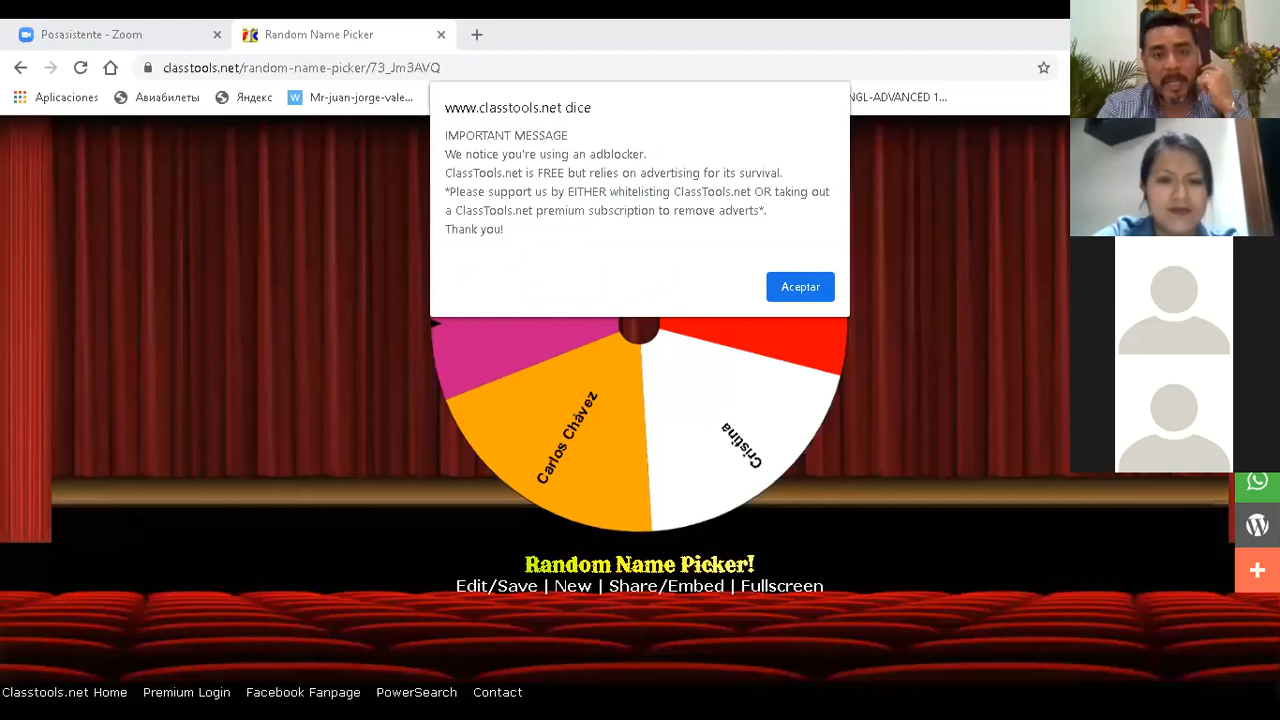 Posasistente - Zoom
Random Name Picker
classtools.net/random-name-picker/73_Jm3AVQ
Aplicaciones
Авиабилеты
Яндекс
Mr-juan-jorge-vale...
NGL-ADVANCED 1...
www.classtools.net dice
IMPORTANT MESSAGE
We notice you're using an adblocker.
ClassTools.net is FREE but relies on advertising for its survival.
*Please support us by EITHER whitelisting ClassTools.net OR taking out
a ClassTools.net premium subscription to remove adverts*.
Thank you!
Aceptar
Carlos Chávez
Cristina
Random Name Picker!
Edit/Save | New | Share/Embed | Fullscreen
Classtools.net Home
Premium Login
Facebook Fanpage
PowerSearch
Contact